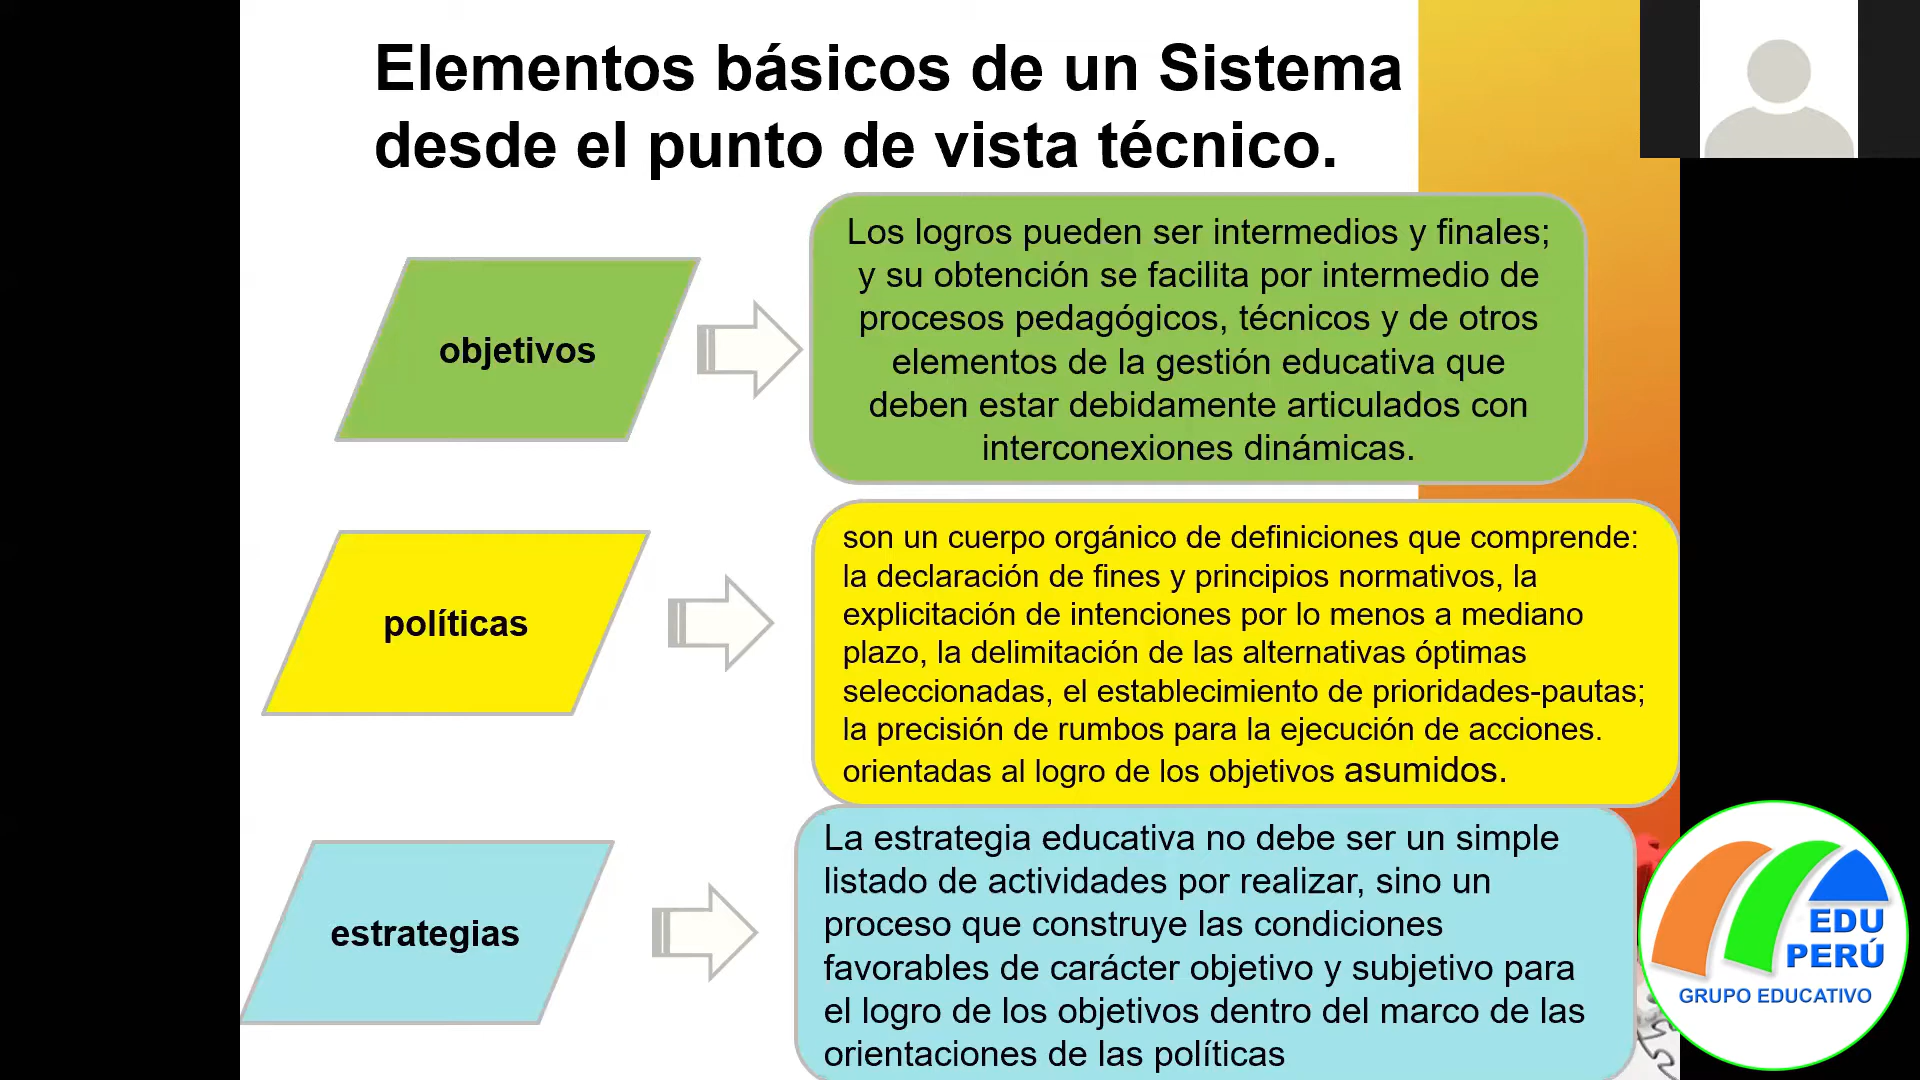 Elementos básicos de un Sistema
desde el punto de vista técnico.
objetivos
Los logros pueden ser intermedios y finales;
y su obtención se facilita por intermedio de
procesos pedagógicos, técnicos y de otros
elementos de la gestión educativa que
deben estar debidamente articulados con
interconexiones dinámicas.
políticas
son un cuerpo orgánico de definiciones que comprende:
la declaración de fines y principios normativos, la
explicitación de intenciones por lo menos a mediano
plazo, la delimitación de las alternativas óptimas
seleccionadas, el establecimiento de prioridades-pautas;
la precisión de rumbos para la ejecución de acciones.
orientadas al logro de los objetivos asumidos.
estrategias
La estrategia educativa no debe ser un simple
listado de actividades por realizar, sino un
proceso que construye las condiciones
favorables de carácter objetivo y subjetivo para
el logro de los objetivos dentro del marco de las
orientaciones de las políticas
EDU
PERÚ
GRUPO EDUCATIVO